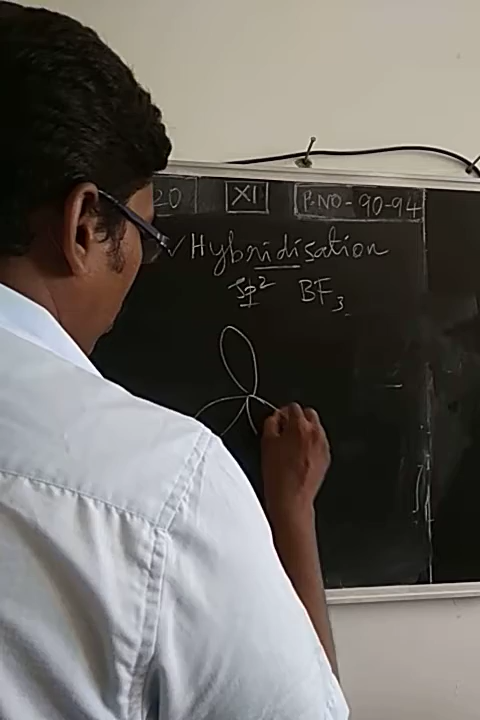 20 XI P.NO - 90-94
✓ Hybridisation
sp² BF₃